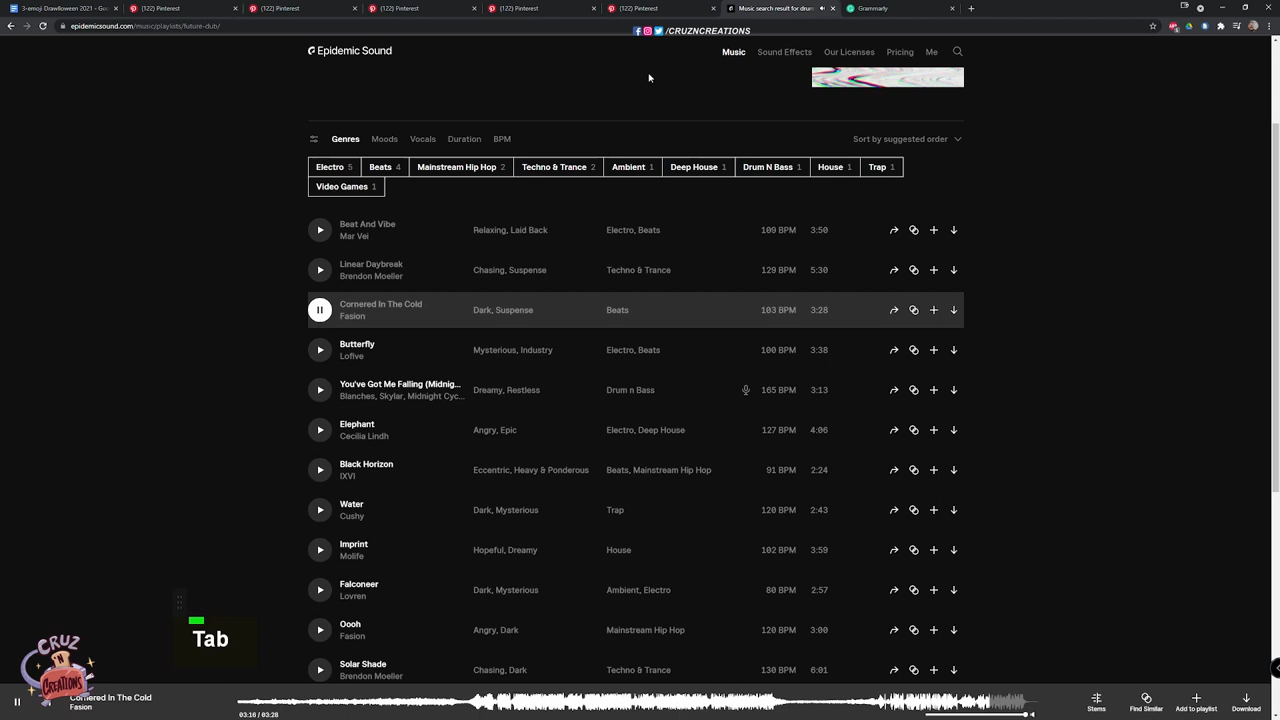 3-emoji Drawlloween 2021 - Goo
(122) Pinterest
(122) Pinterest
(122) Pinterest
(122) Pinterest
(122) Pinterest
Music search result for drum
Grammarly
epidemicsound.com/music/playlists/future-dub/
/CRUZNCREATIONS
Epidemic Sound
Music
Sound Effects
Our Licenses
Pricing
Me
Genres
Moods
Vocals
Duration
BPM
Sort by suggested order
Electro 5
Beats 4
Mainstream Hip Hop 2
Techno & Trance 2
Ambient 1
Deep House 1
Drum N Bass 1
House 1
Trap 1
Video Games 1
Beat And Vibe
Mar Vei
Relaxing, Laid Back
Electro, Beats
109 BPM
3:50
Linear Daybreak
Brendon Moeller
Chasing, Suspense
Techno & Trance
129 BPM
5:30
Cornered In The Cold
Fasion
Dark, Suspense
Beats
103 BPM
3:28
Butterfly
Lofive
Mysterious, Industry
Electro, Beats
100 BPM
3:38
You've Got Me Falling (Midnig...
Blanches, Skylar, Midnight Cyc...
Dreamy, Restless
Drum n Bass
165 BPM
3:13
Elephant
Cecilia Lindh
Angry, Epic
Electro, Deep House
127 BPM
4:06
Black Horizon
IXVI
Eccentric, Heavy & Ponderous
Beats, Mainstream Hip Hop
91 BPM
2:24
Water
Cushy
Dark, Mysterious
Trap
120 BPM
2:43
Imprint
Molife
Hopeful, Dreamy
House
102 BPM
3:59
Falconeer
Lovren
Dark, Mysterious
Ambient, Electro
80 BPM
2:57
Oooh
Fasion
Angry, Dark
Mainstream Hip Hop
120 BPM
3:00
Solar Shade
Brendon Moeller
Chasing, Dark
Techno & Trance
130 BPM
6:01
Tab
CRUZ
'N
CREATIONS
Cornered In The Cold
Fasion
03:16 / 03:28
Stems
Find Similar
Add to playlist
Download